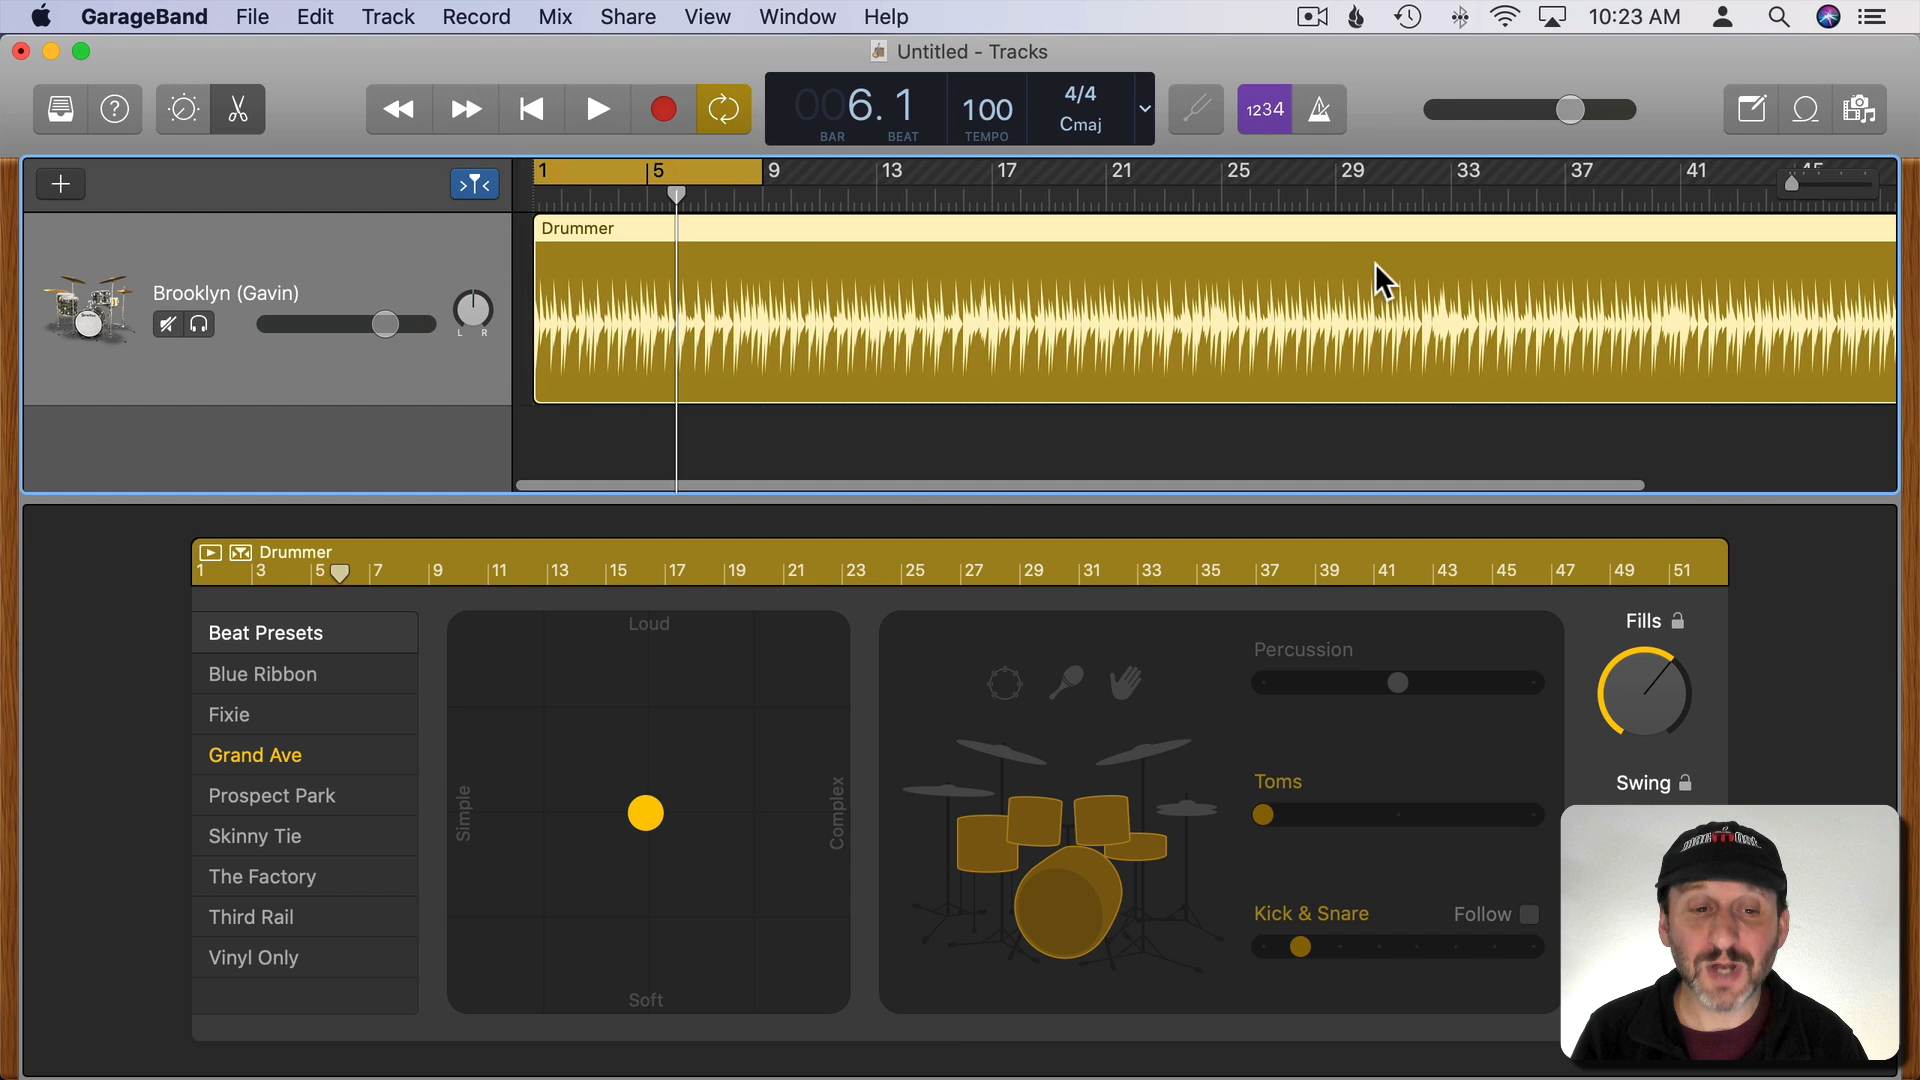 GarageBand File Edit Track Record Mix Share View Window Help 10:23 AM
Untitled - Tracks
006. 1 100 4/4 Cmaj 1234
BAR BEAT TEMPO
1 5 9 13 17 21 25 29 33 37 41 45
Drummer
Brooklyn (Gavin)
L R
Drummer
1 3 5 7 9 11 13 15 17 19 21 23 25 27 29 31 33 35 37 39 41 43 45 47 49 51
Beat Presets
Blue Ribbon
Fixie
Grand Ave
Prospect Park
Skinny Tie
The Factory
Third Rail
Vinyl Only
Loud
Simple
Complex
Soft
Percussion
Toms
Kick & Snare Follow
Fills
Swing